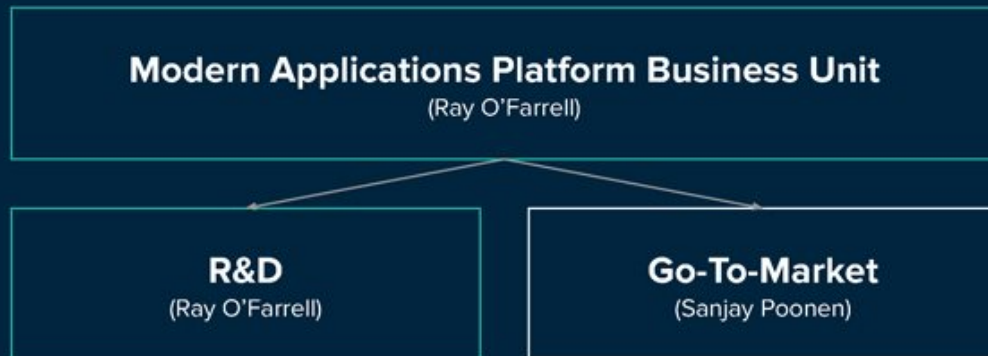 Modern Applications Platform Business Unit
(Ray O’Farrell)
R&D
(Ray O’Farrell)
Go-To-Market
(Sanjay Poonen)